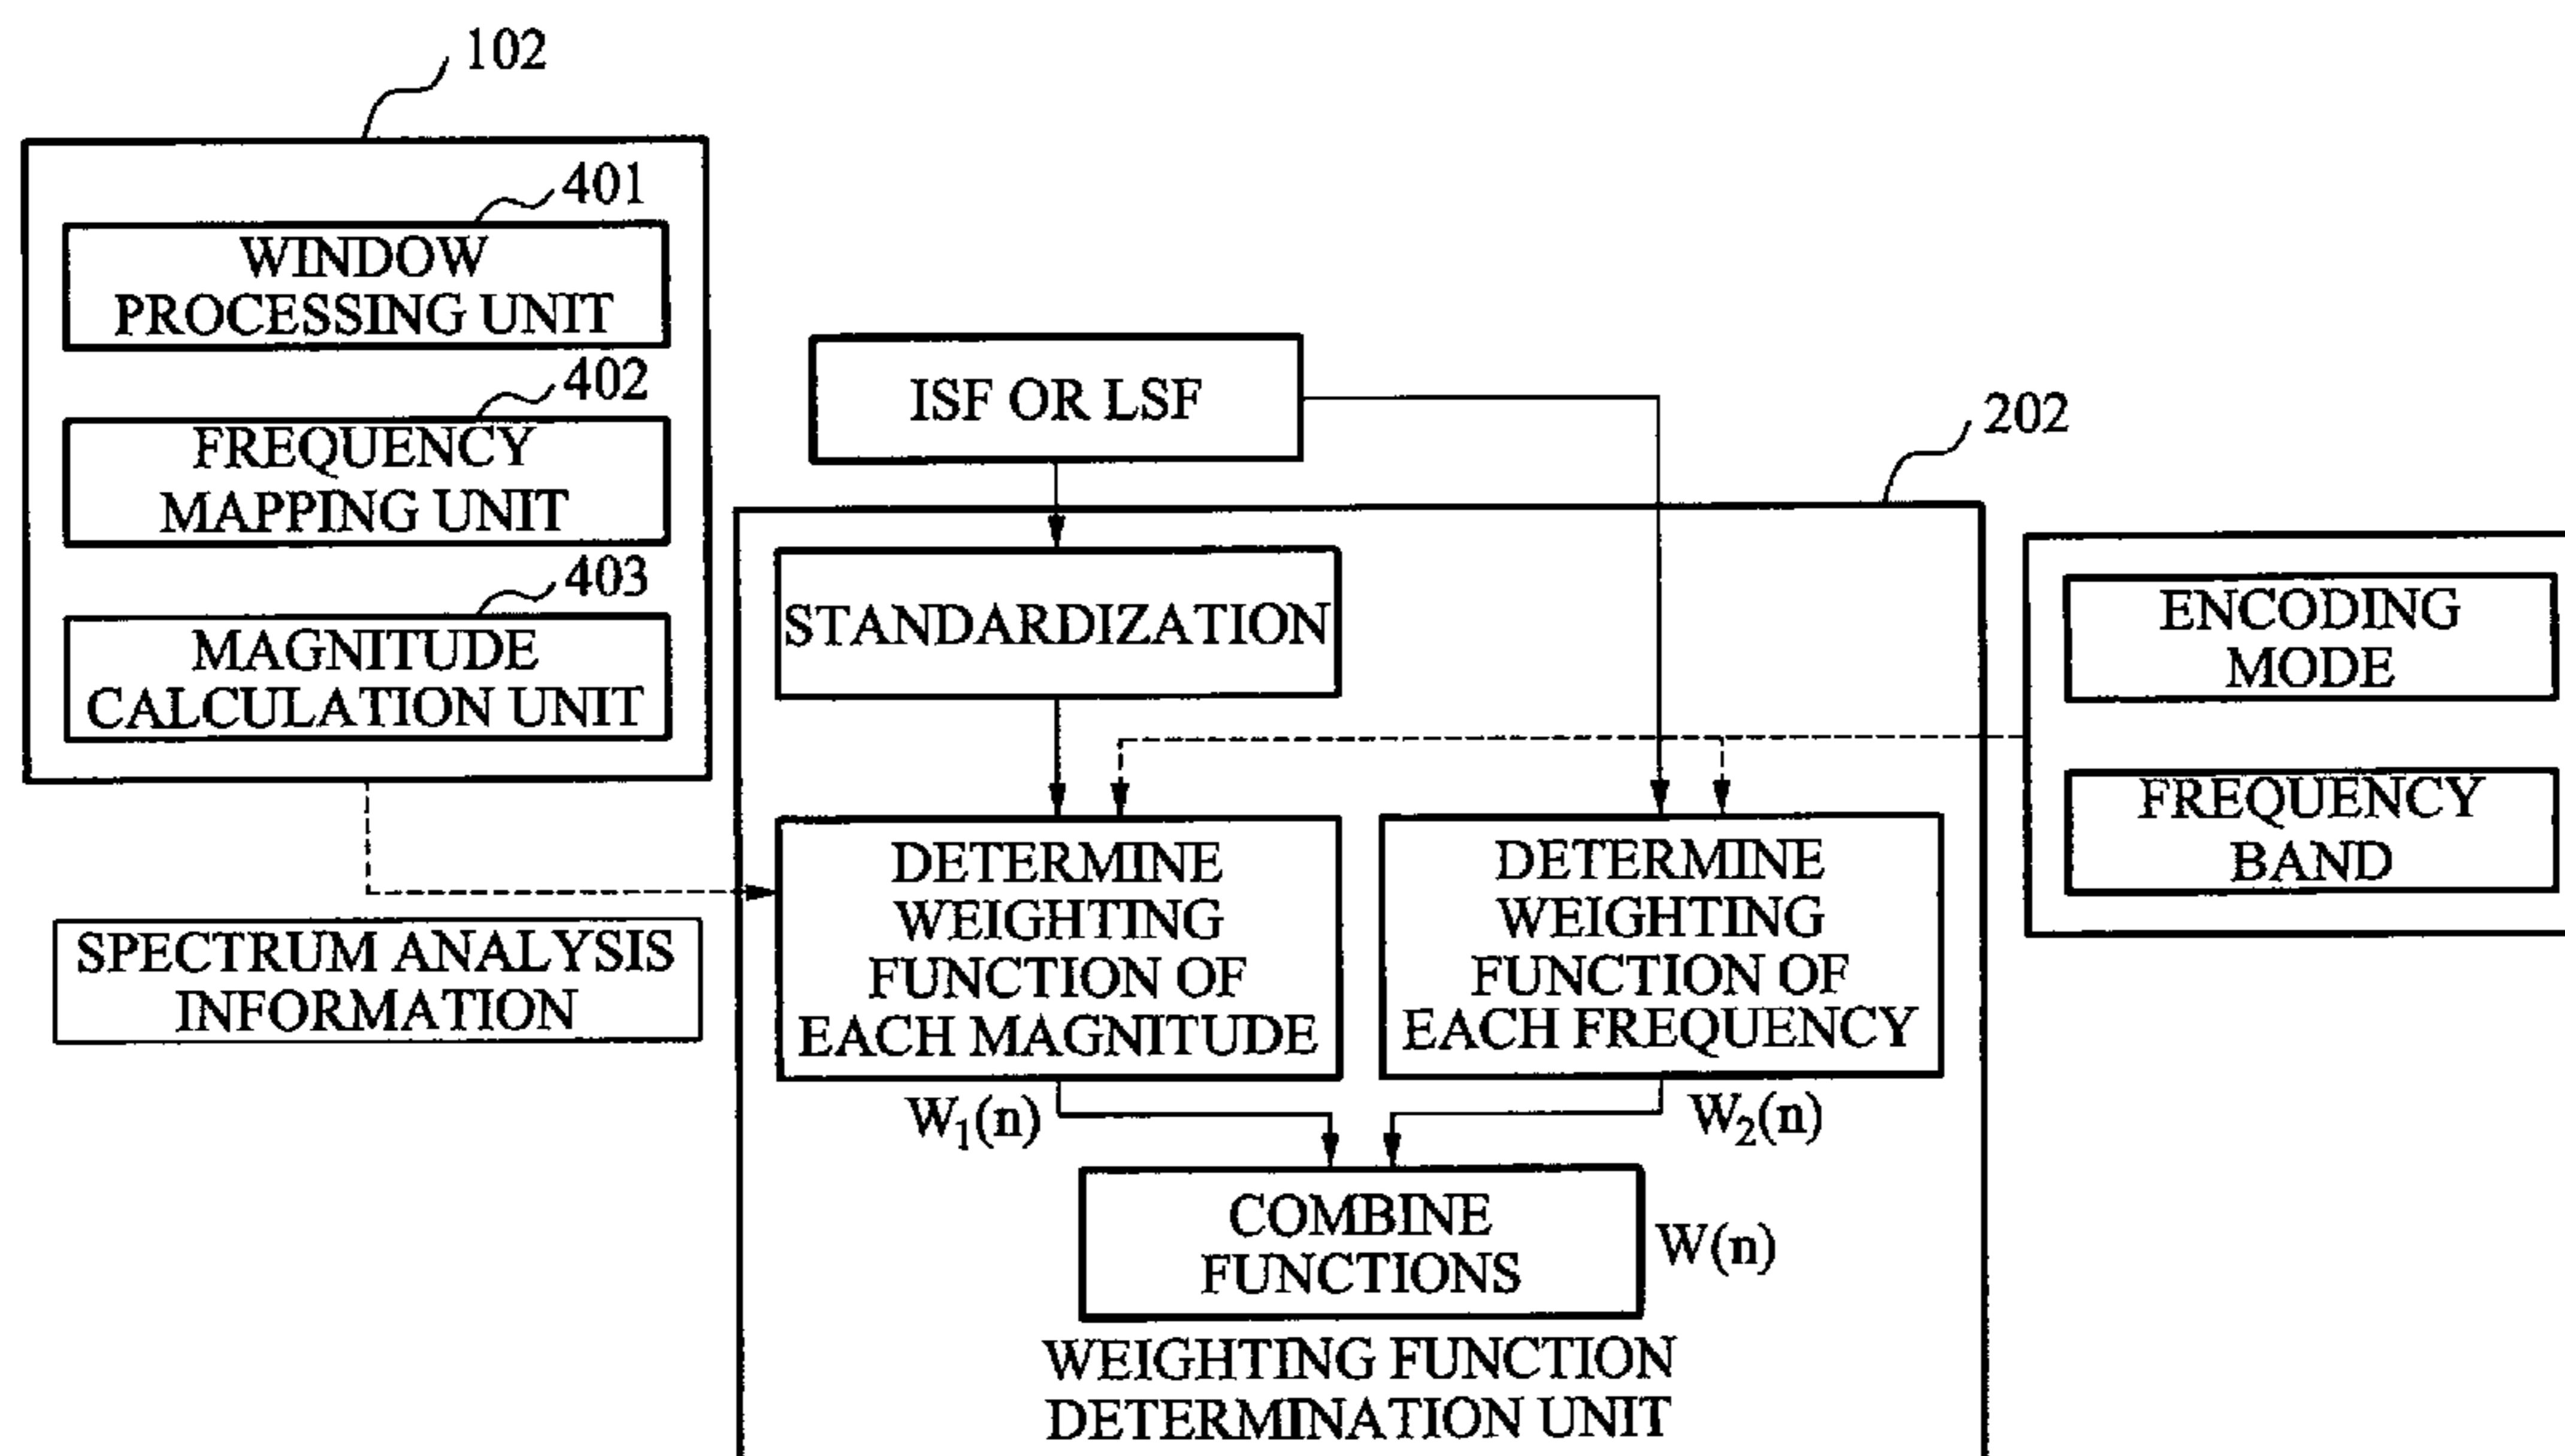 102
401
WINDOW
PROCESSING UNIT
402
FREQUENCY
MAPPING UNIT
403
MAGNITUDE
CALCULATION UNIT
SPECTRUM ANALYSIS
INFORMATION
ISF OR LSF
202
STANDARDIZATION
ENCODING
MODE
FREQUENCY
BAND
DETERMINE
WEIGHTING
FUNCTION OF
EACH MAGNITUDE
DETERMINE
WEIGHTING
FUNCTION OF
EACH FREQUENCY
W₁(n)
W₂(n)
COMBINE
FUNCTIONS
W(n)
WEIGHTING FUNCTION
DETERMINATION UNIT